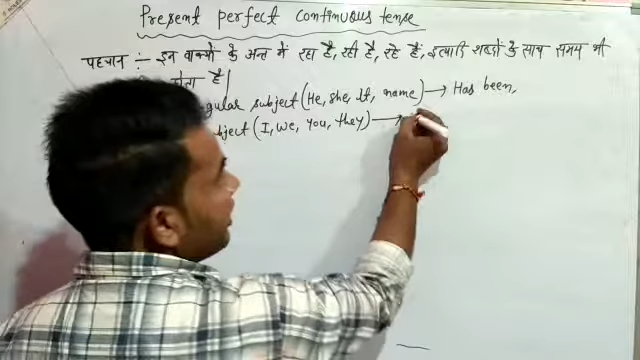 Present perfect continuous tense
पहचान :- इन वाक्यों के अन्त में रहा है, रही है, रहे हैं, इत्यादि शब्दों के साथ समय भी
होता है|
gular subject (He, she, It, name) → Has been,
bject (I, we, you, they) →